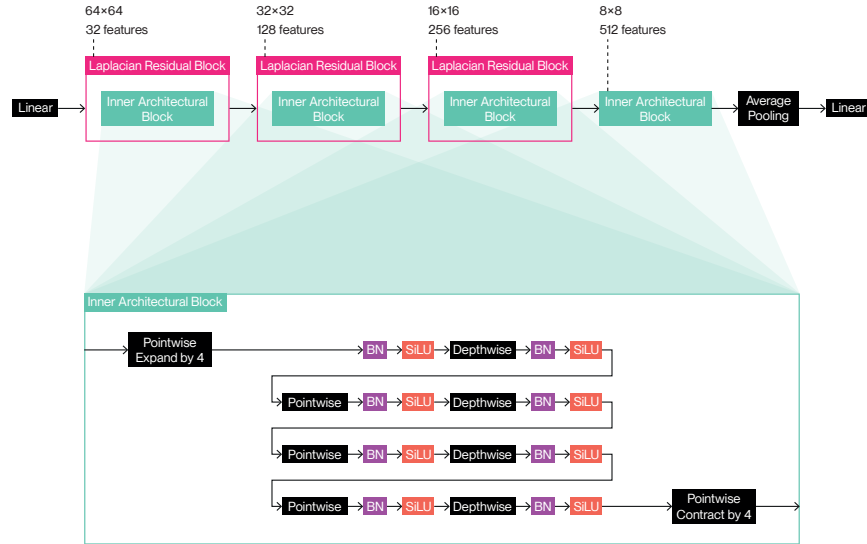 64×64
32 features
32×32
128 features
16×16
256 features
8×8
512 features
Laplacian Residual Block
Laplacian Residual Block
Laplacian Residual Block
Linear
Inner Architectural
Block
Inner Architectural
Block
Inner Architectural
Block
Inner Architectural
Block
Average
Pooling
Linear
Inner Architectural Block
Pointwise
Expand by 4
BN
SiLU
Depthwise
BN
SiLU
Pointwise
BN
SiLU
Depthwise
BN
SiLU
Pointwise
BN
SiLU
Depthwise
BN
SiLU
Pointwise
BN
SiLU
Depthwise
BN
SiLU
Pointwise
Contract by 4